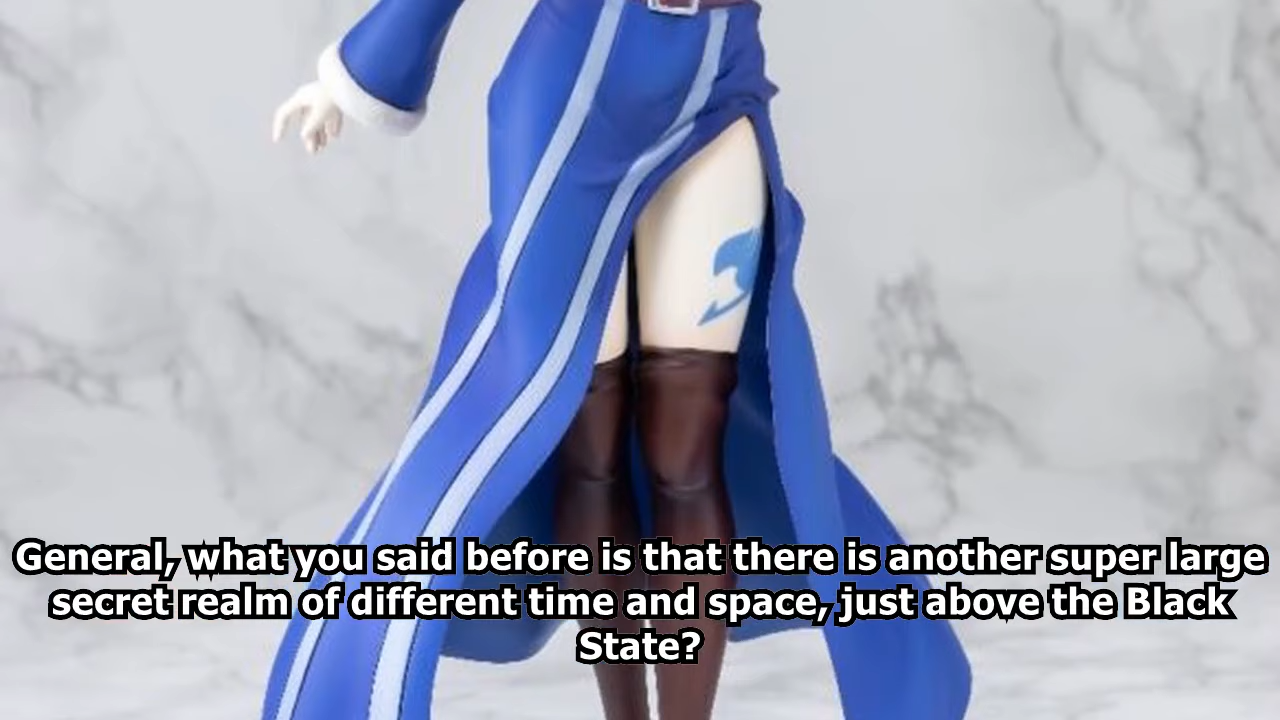 General, what you said before is that there is another super large
secret realm of different time and space, just above the Black
State?